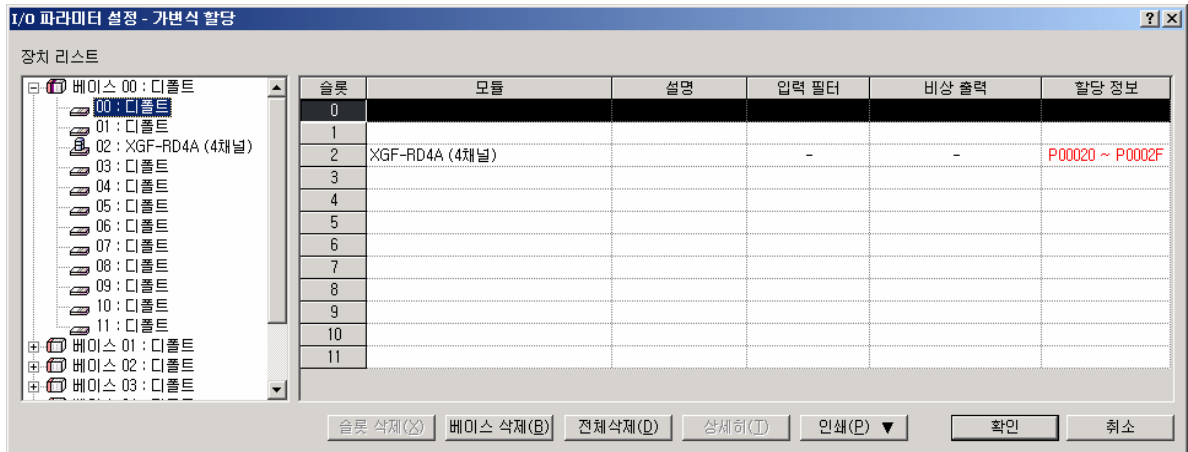 I/O 파라미터 설정 - 가변식 할당
장치 리스트
베이스 00 : 디폴트
00 : 디폴트
01 : 디폴트
02 : XGF-RD4A (4채널)
03 : 디폴트
04 : 디폴트
05 : 디폴트
06 : 디폴트
07 : 디폴트
08 : 디폴트
09 : 디폴트
10 : 디폴트
11 : 디폴트
베이스 01 : 디폴트
베이스 02 : 디폴트
베이스 03 : 디폴트
슬롯 모듈 설명 입력 필터 비상 출력 할당 정보
0
1
2 XGF-RD4A (4채널) - - P00020 ~ P0002F
3
4
5
6
7
8
9
10
11
슬롯 삭제(X) 베이스 삭제(B) 전체삭제(D) 상세히(T) 인쇄(P) ▼ 확인 취소